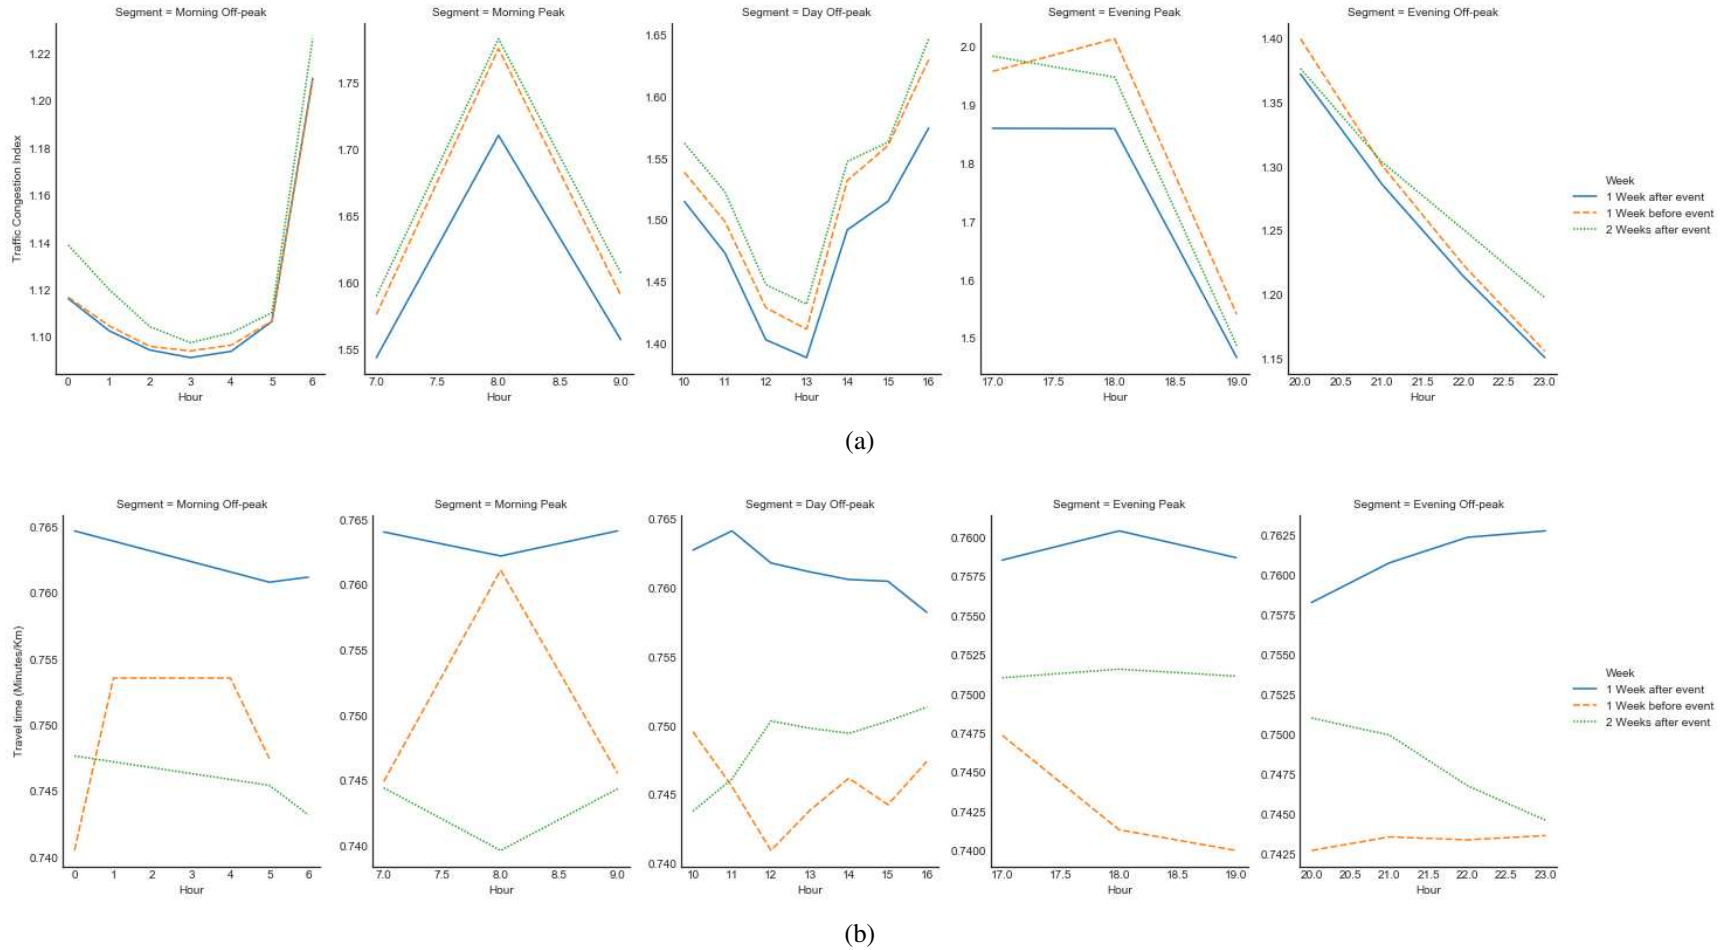 Segment = Morning Off-peak
Segment = Morning Peak
Segment = Day Off-peak
Segment = Evening Peak
Segment = Evening Off-peak
Traffic Congestion Index
1.22
1.20
1.18
1.16
1.14
1.12
1.10
0 1 2 3 4 5 6
Hour
1.75
1.70
1.65
1.60
1.55
7.0 7.5 8.0 8.5 9.0
Hour
1.65
1.60
1.55
1.50
1.45
1.40
10 11 12 13 14 15 16
Hour
2.0
1.9
1.8
1.7
1.6
1.5
17.0 17.5 18.0 18.5 19.0
Hour
1.40
1.35
1.30
1.25
1.20
1.15
20.0 20.5 21.0 21.5 22.0 22.5 23.0
Hour
Week
1 Week after event
1 Week before event
2 Weeks after event
(a)
Segment = Morning Off-peak
Segment = Morning Peak
Segment = Day Off-peak
Segment = Evening Peak
Segment = Evening Off-peak
Travel time (Minutes/Km)
0.765
0.760
0.755
0.750
0.745
0.740
0 1 2 3 4 5 6
Hour
0.765
0.760
0.755
0.750
0.745
0.740
7.0 7.5 8.0 8.5 9.0
Hour
0.765
0.760
0.755
0.750
0.745
0.740
10 11 12 13 14 15 16
Hour
0.7600
0.7575
0.7550
0.7525
0.7500
0.7475
0.7450
0.7425
0.7400
17.0 17.5 18.0 18.5 19.0
Hour
0.7625
0.7600
0.7575
0.7550
0.7525
0.7500
0.7475
0.7450
0.7425
20.0 20.5 21.0 21.5 22.0 22.5 23.0
Hour
Week
1 Week after event
1 Week before event
2 Weeks after event
(b)